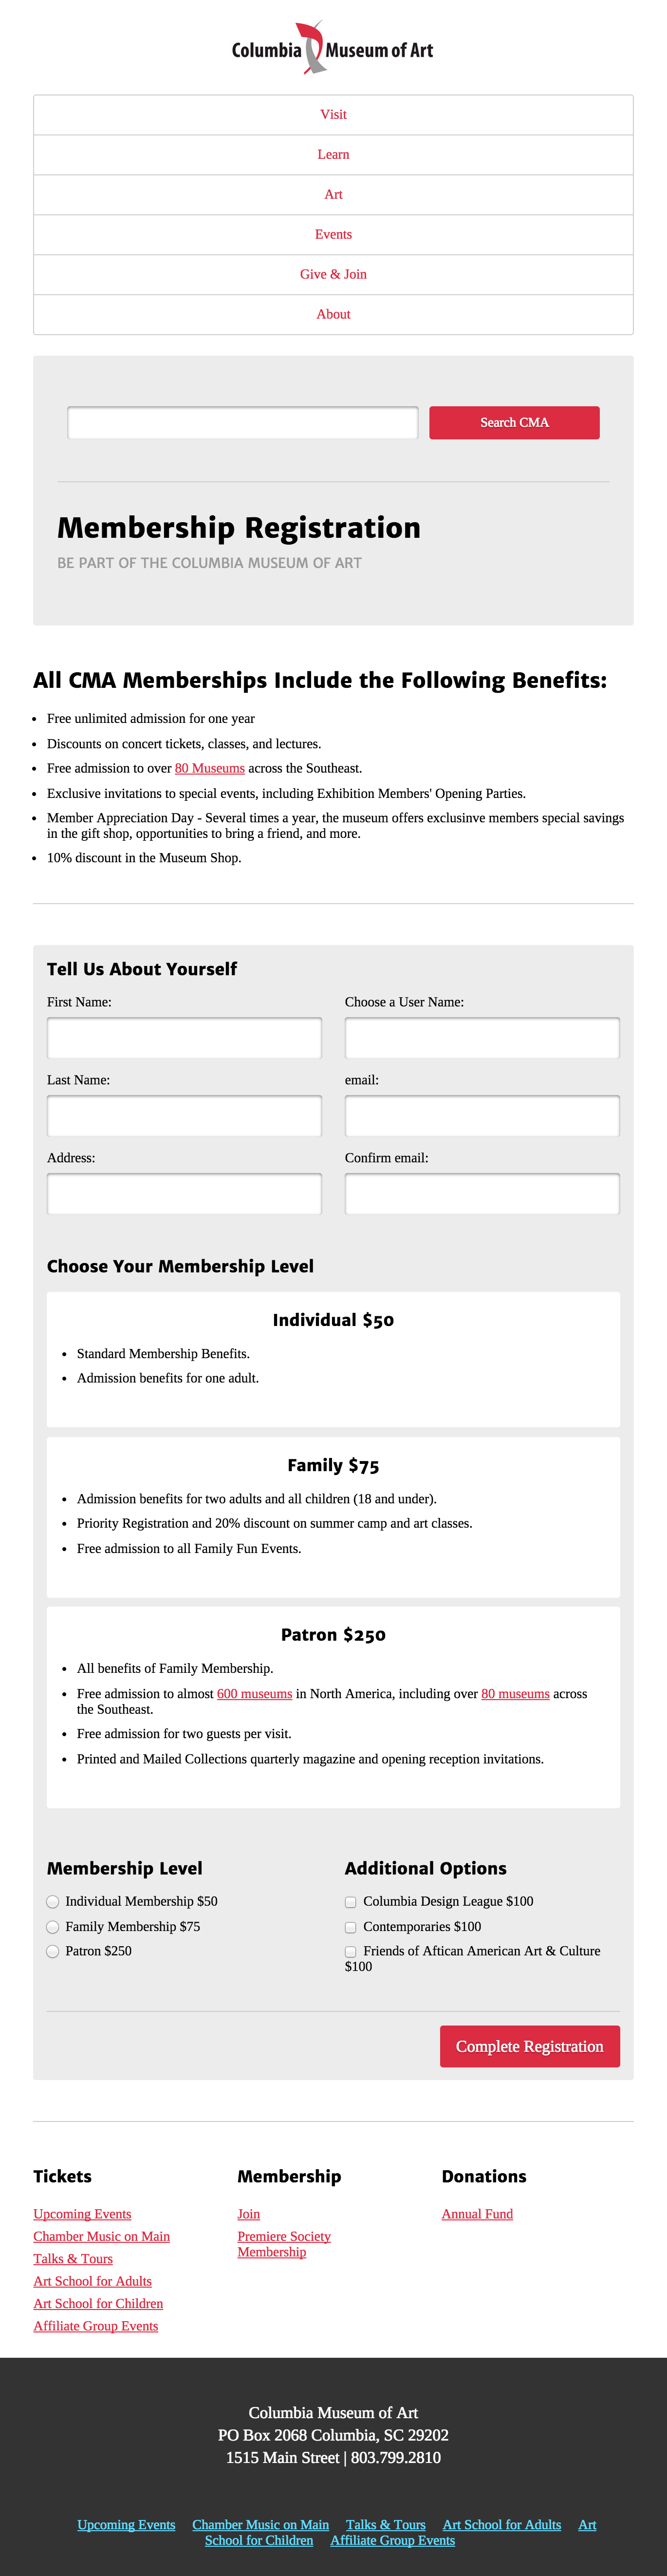 Columbia Museum of Art
Visit
Learn
Art
Events
Give & Join
About
Search CMA
Membership Registration
BE PART OF THE COLUMBIA MUSEUM OF ART
All CMA Memberships Include the Following Benefits:
Free unlimited admission for one year
Discounts on concert tickets, classes, and lectures.
Free admission to over 80 Museums across the Southeast.
Exclusive invitations to special events, including Exhibition Members' Opening Parties.
Member Appreciation Day - Several times a year, the museum offers exclusinve members special savings
in the gift shop, opportunities to bring a friend, and more.
10% discount in the Museum Shop.
Tell Us About Yourself
First Name:
Choose a User Name:
Last Name:
email:
Address:
Confirm email:
Choose Your Membership Level
Individual $50
Standard Membership Benefits.
Admission benefits for one adult.
Family $75
Admission benefits for two adults and all children (18 and under).
Priority Registration and 20% discount on summer camp and art classes.
Free admission to all Family Fun Events.
Patron $250
All benefits of Family Membership.
Free admission to almost 600 museums in North America, including over 80 museums across
the Southeast.
Free admission for two guests per visit.
Printed and Mailed Collections quarterly magazine and opening reception invitations.
Membership Level
Individual Membership $50
Family Membership $75
Patron $250
Additional Options
Columbia Design League $100
Contemporaries $100
Friends of Aftican American Art & Culture
$100
Complete Registration
Tickets
Upcoming Events
Chamber Music on Main
Talks & Tours
Art School for Adults
Art School for Children
Affiliate Group Events
Membership
Join
Premiere Society
Membership
Donations
Annual Fund
Columbia Museum of Art
PO Box 2068 Columbia, SC 29202
1515 Main Street | 803.799.2810
Upcoming Events Chamber Music on Main Talks & Tours Art School for Adults Art
School for Children Affiliate Group Events